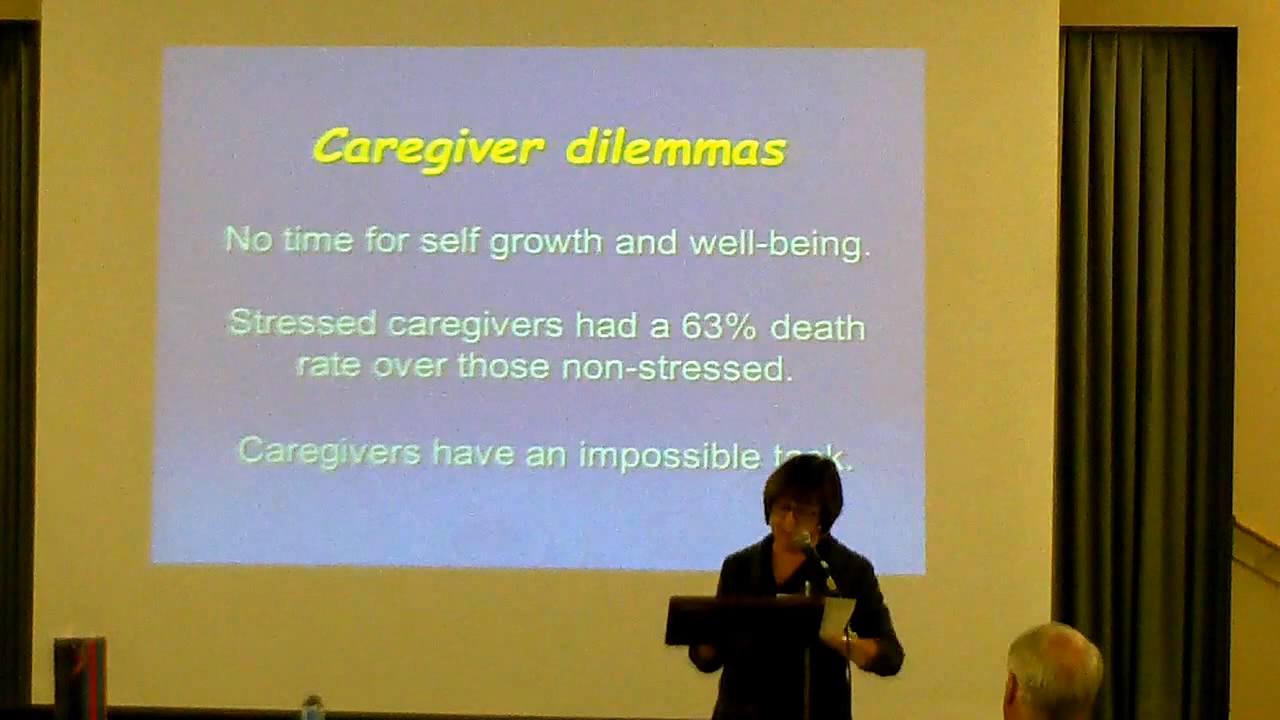 Caregiver dilemmas
No time for self growth and well-being.
Stressed caregivers had a 63% death
rate over those non-stressed.
Caregivers have an impossible